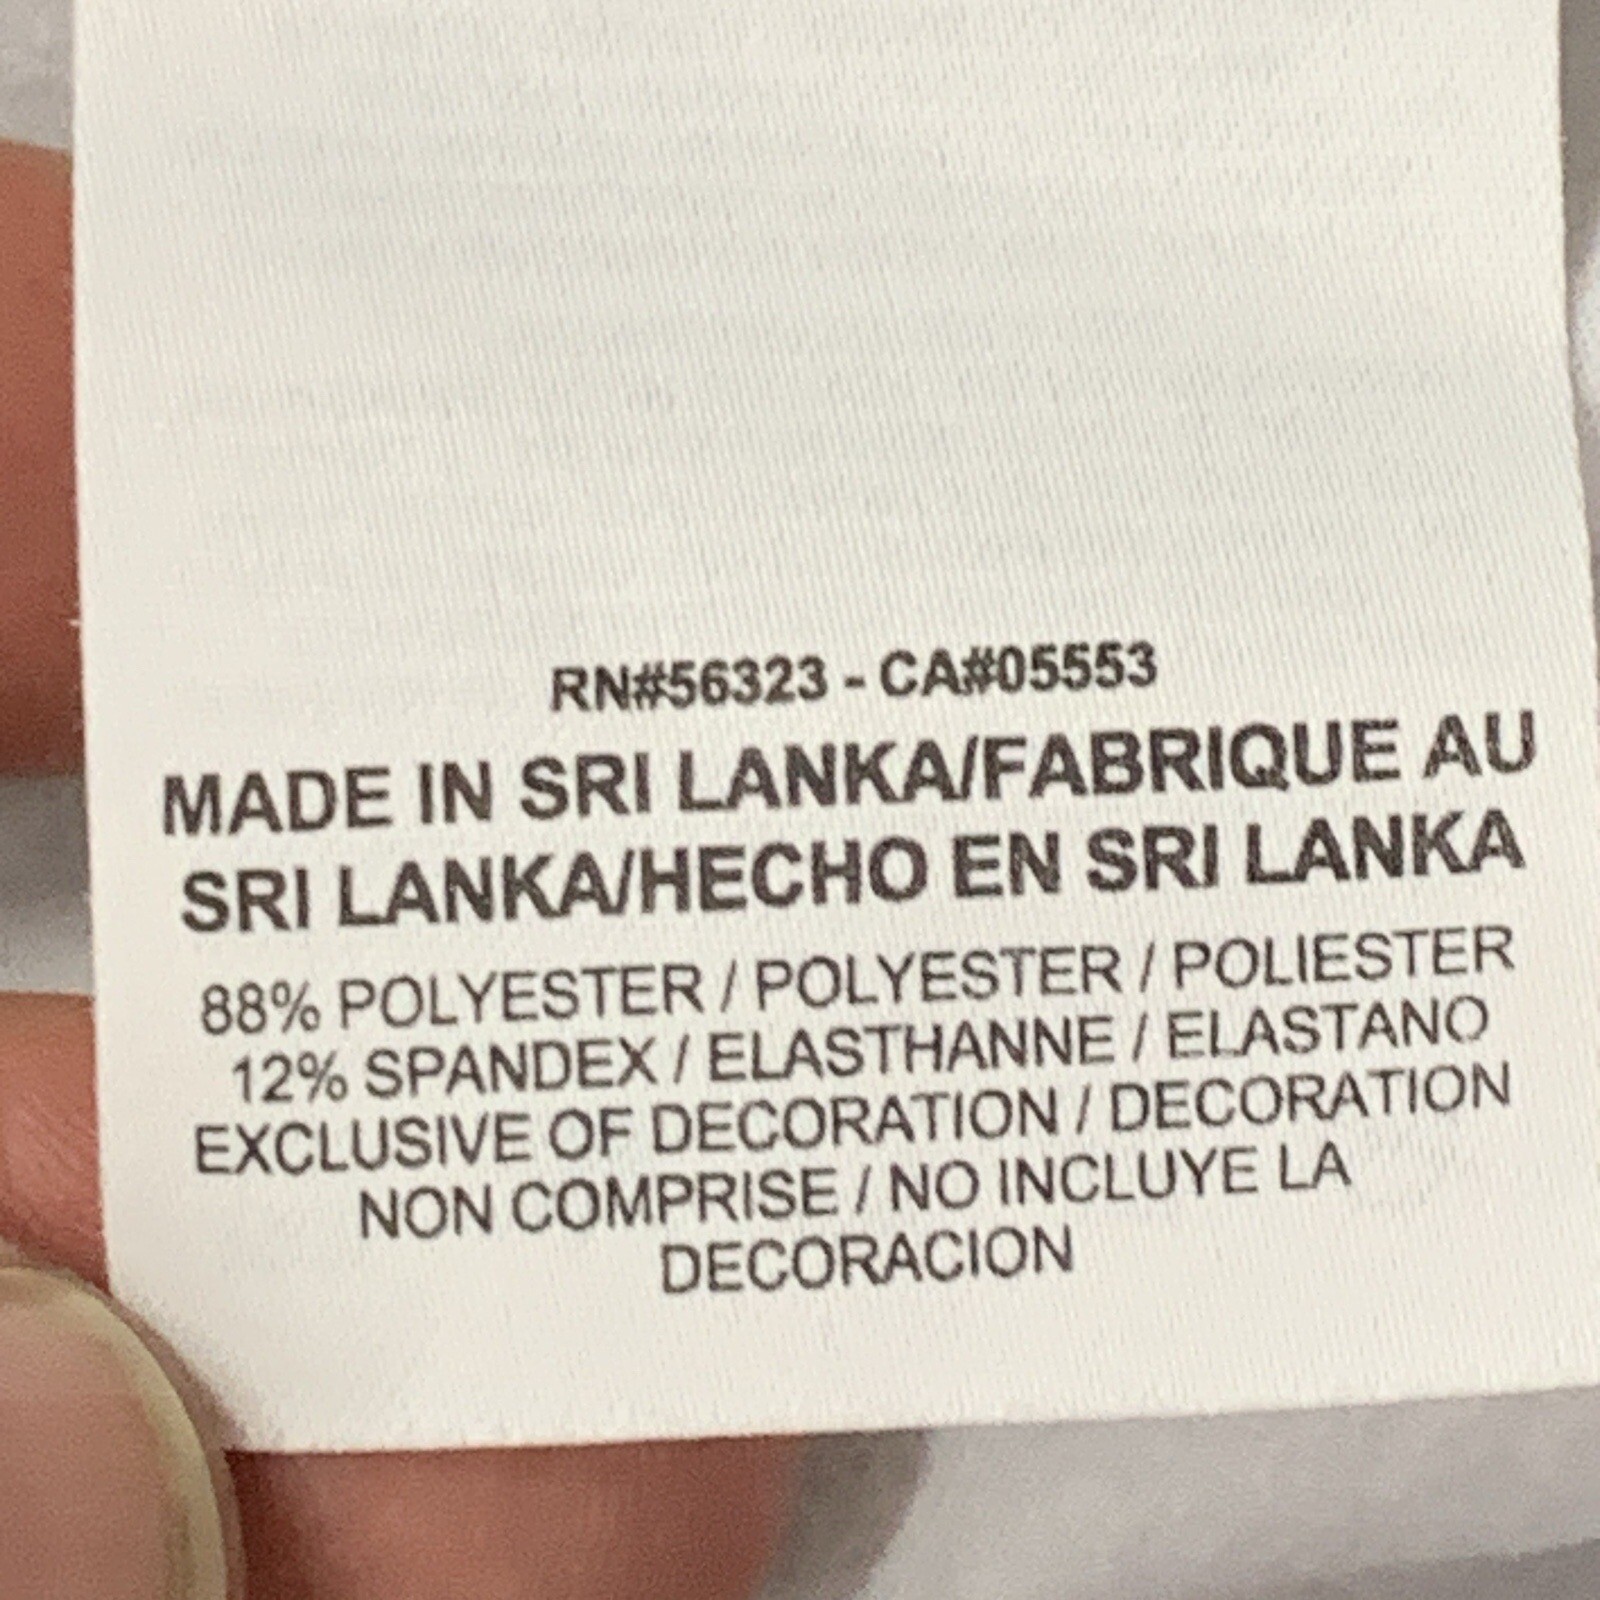 RN#56323 - CA#05553
MADE IN SRI LANKA/FABRIQUE AU
SRI LANKA/HECHO EN SRI LANKA
88% POLYESTER / POLYESTER / POLIESTER
12% SPANDEX / ELASTHANNE / ELASTANO
EXCLUSIVE OF DECORATION / DECORATION
NON COMPRISE / NO INCLUYE LA
DECORACION